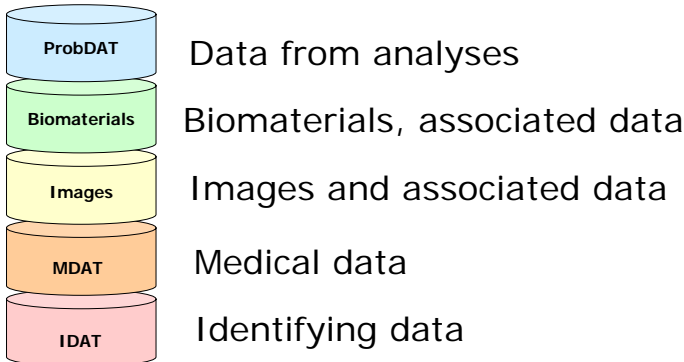 ProbDAT Data from analyses
Biomaterials Biomaterials, associated data
Images Images and associated data
MDAT Medical data
IDAT Identifying data